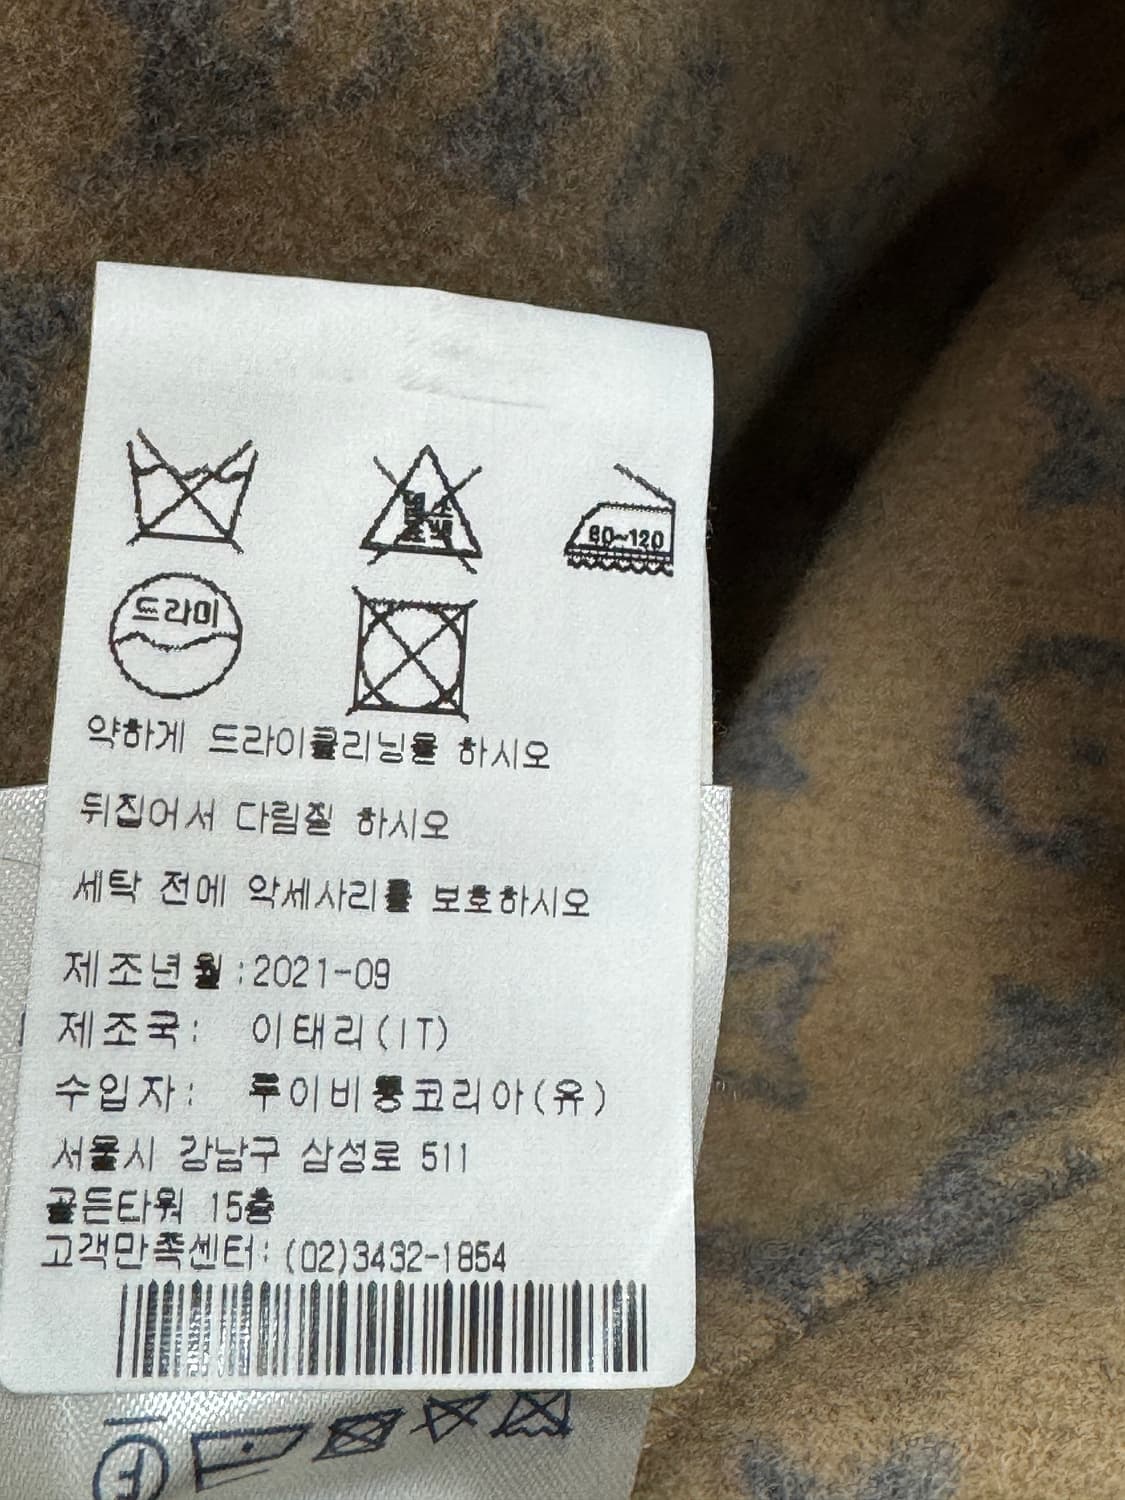 염소
표백
80~120
드라이
약하게 드라이클리닝을 하시오
뒤집어서 다림질 하시오
세탁 전에 악세사리를 보호하시오
제조년월:2021-09
제조국: 이태리(IT)
수입자: 루이비통코리아(유)
서울시 강남구 삼성로 511
골든타워 15층
고객만족센터:(02)3432-1854
F